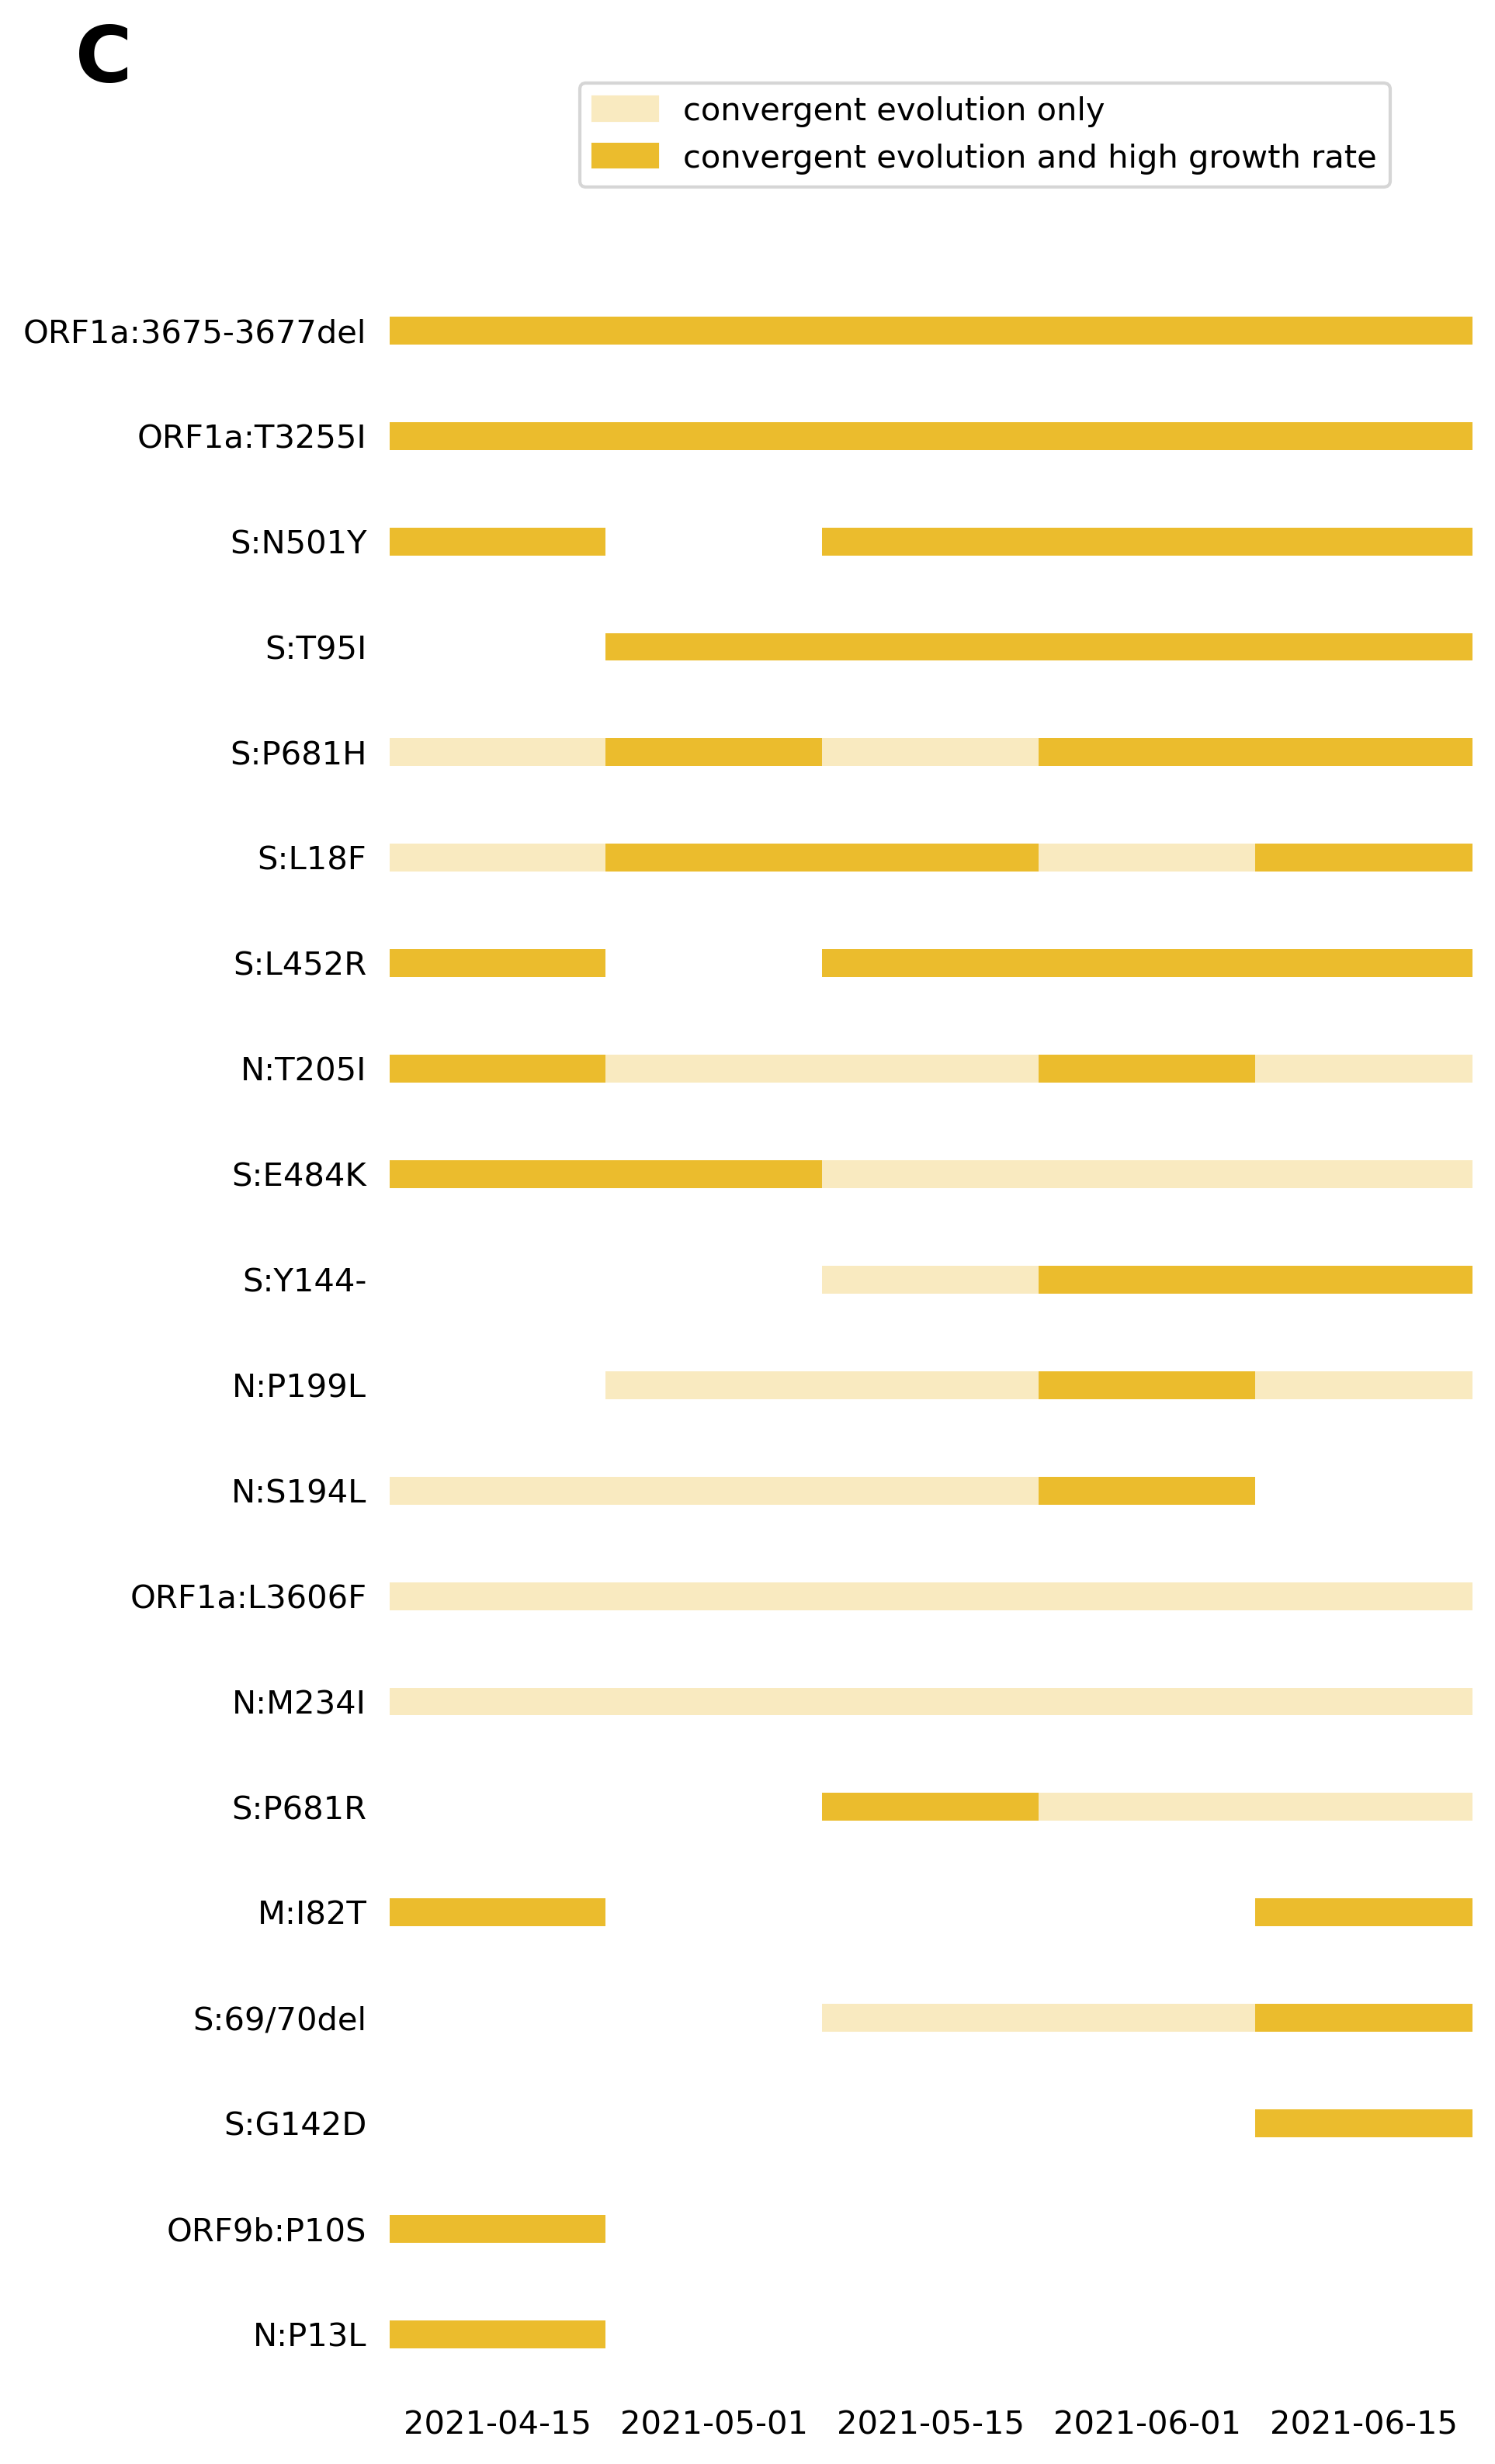 C
convergent evolution only
convergent evolution and high growth rate
ORF1a:3675-3677del
ORF1a:T3255I
S:N501Y
S:T95I
S:P681H
S:L18F
S:L452R
N:T205I
S:E484K
S:Y144-
N:P199L
N:S194L
ORF1a:L3606F
N:M234I
S:P681R
M:I82T
S:69/70del
S:G142D
ORF9b:P10S
N:P13L
2021-04-15 2021-05-01 2021-05-15 2021-06-01 2021-06-15